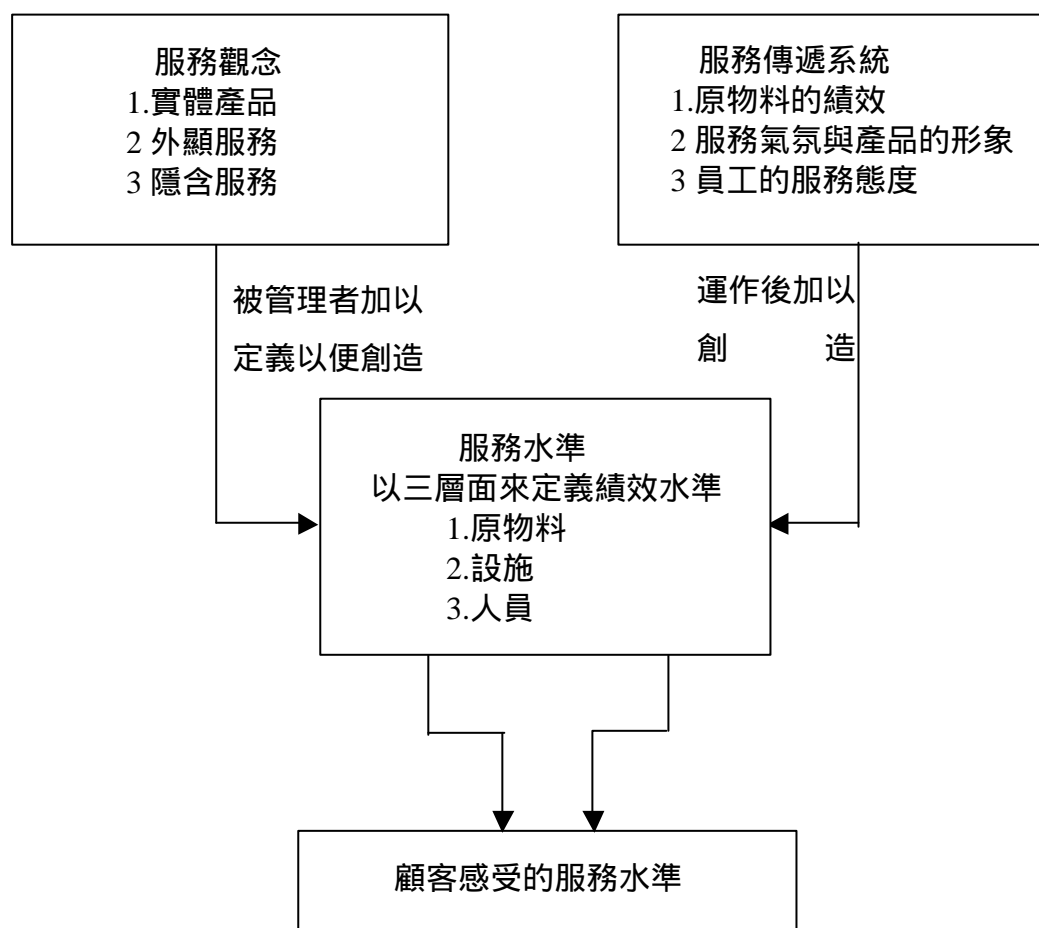 服務觀念
1.實體產品
2 外顯服務
3 隱含服務
服務傳遞系統
1.原物料的績效
2 服務氣氛與產品的形象
3 員工的服務態度
被管理者加以
定義以便創造
運作後加以
創 造
服務水準
以三層面來定義績效水準
1.原物料
2.設施
3.人員
顧客感受的服務水準